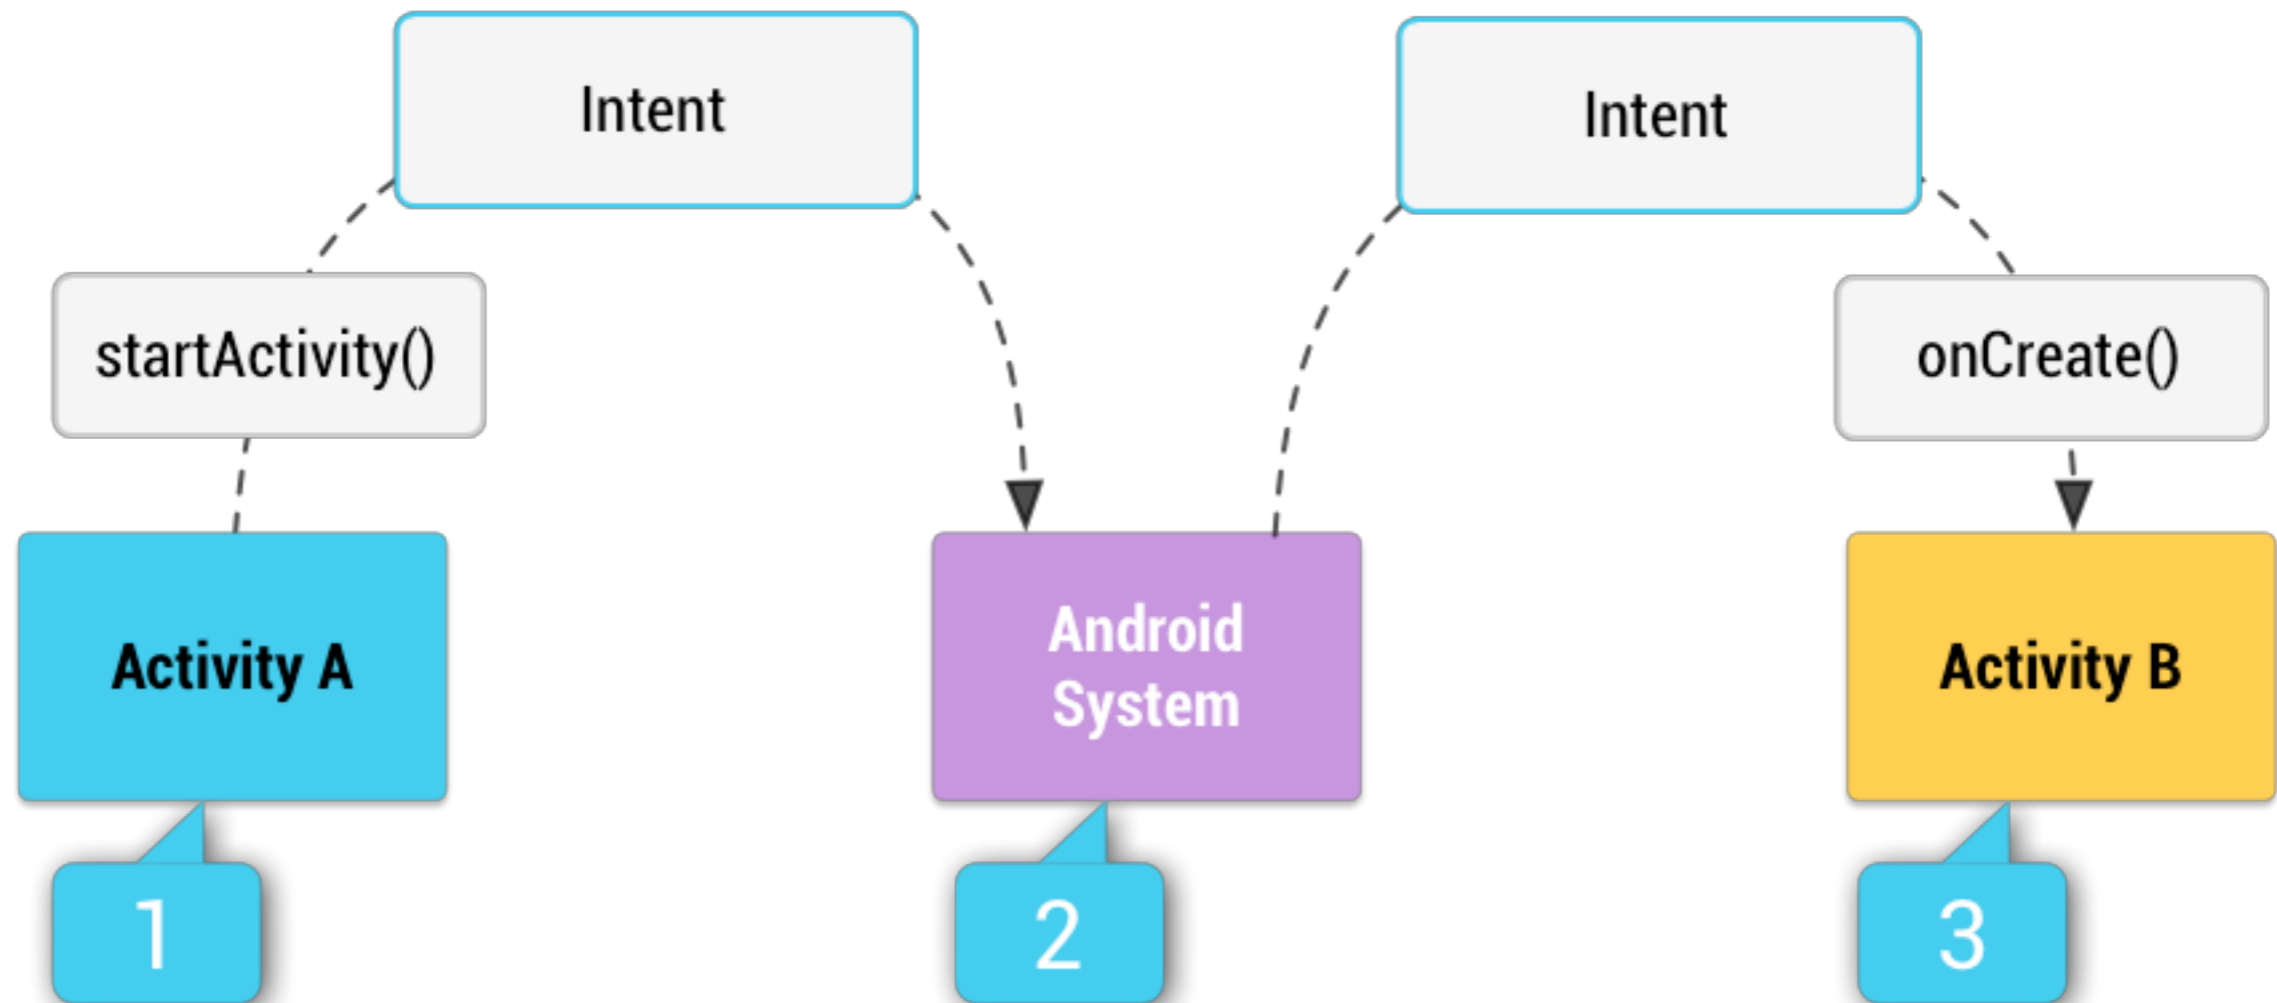 Intent
Intent
startActivity()
onCreate()
Activity A
Android
System
Activity B
1
2
3